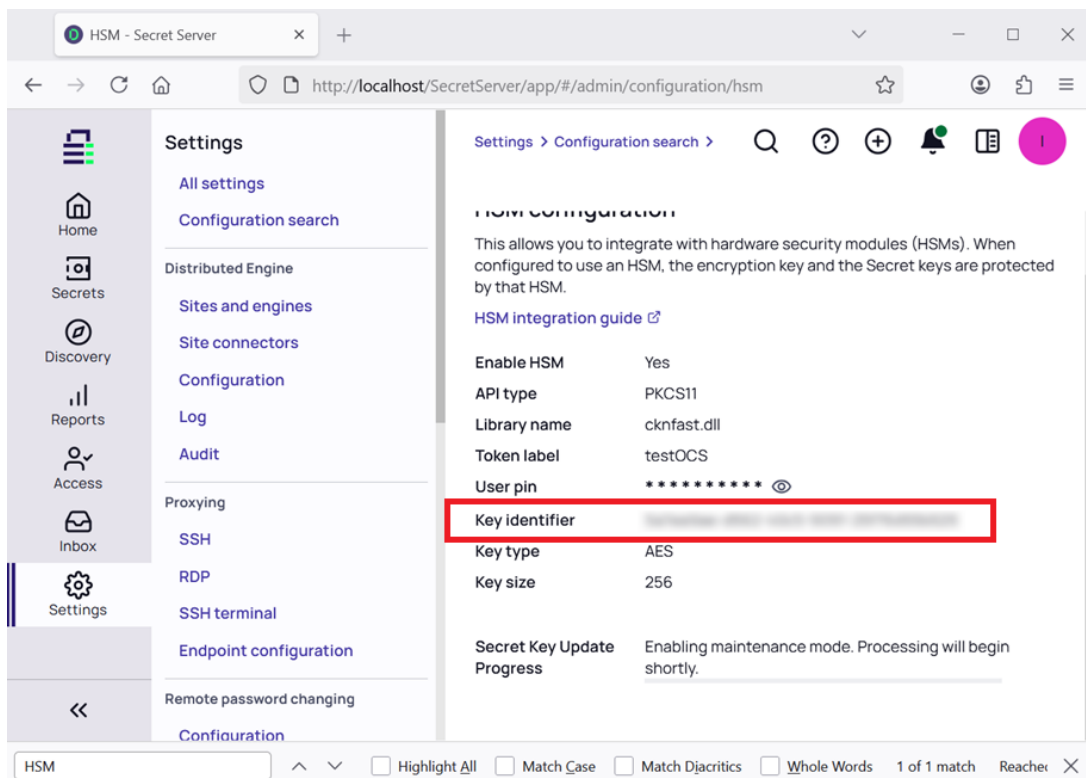 HSM - Secret Server
http://localhost/SecretServer/app/#/admin/configuration/hsm
Home
Secrets
Discovery
Reports
Access
Inbox
Settings
Settings
All settings
Configuration search
Distributed Engine
Sites and engines
Site connectors
Configuration
Log
Audit
Proxying
SSH
RDP
SSH terminal
Endpoint configuration
Remote password changing
Configuration
Settings > Configuration search >
I
HSM configuration
This allows you to integrate with hardware security modules (HSMs). When
configured to use an HSM, the encryption key and the Secret keys are protected
by that HSM.
HSM integration guide
Enable HSM Yes
API type PKCS11
Library name cknfast.dll
Token label testOCS
User pin **********
Key identifier
Key type AES
Key size 256
Secret Key Update Progress Enabling maintenance mode. Processing will begin
shortly.
HSM
Highlight All Match Case Match Diacritics Whole Words 1 of 1 match Reached